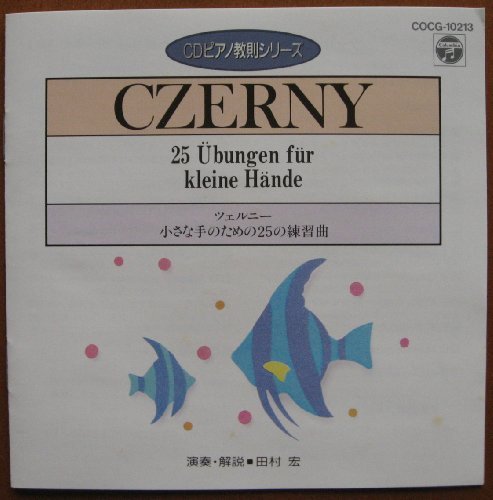 COCG-10213
Columbia
CDピアノ教則シリーズ
CZERNY
25 Übungen für
kleine Hände
ツェルニー
小さな手のための25の練習曲
演奏・解説■田村 宏